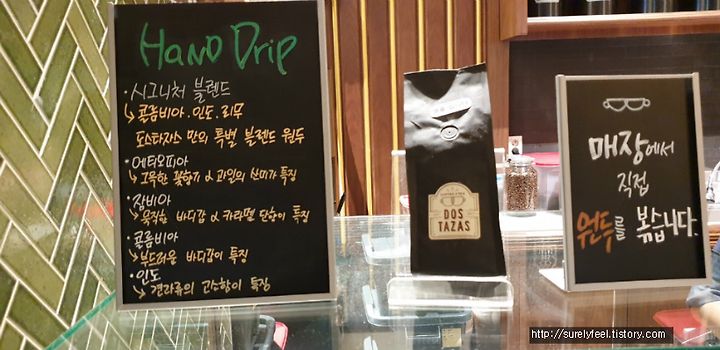 HAND Drip
· 시그니처 블렌드
↳ 콜롬비아 . 인도 . 리무
도스타자스 만의 특별 블렌드 원두
· 에티오피아
↳ 그윽한 꽃향기 & 과일의 산미가 특징
· 잠비아
↳ 묵직한 바디감 & 카라멜 단향이 특징
· 콜롬비아
↳ 부드러운 바디감이 특징
· 인도
↳ 견과류의 고소함이 특징
DOS
TAZAS
매장에서
직접
원두를 볶습니다.
http://surelyfeel.tistory.com